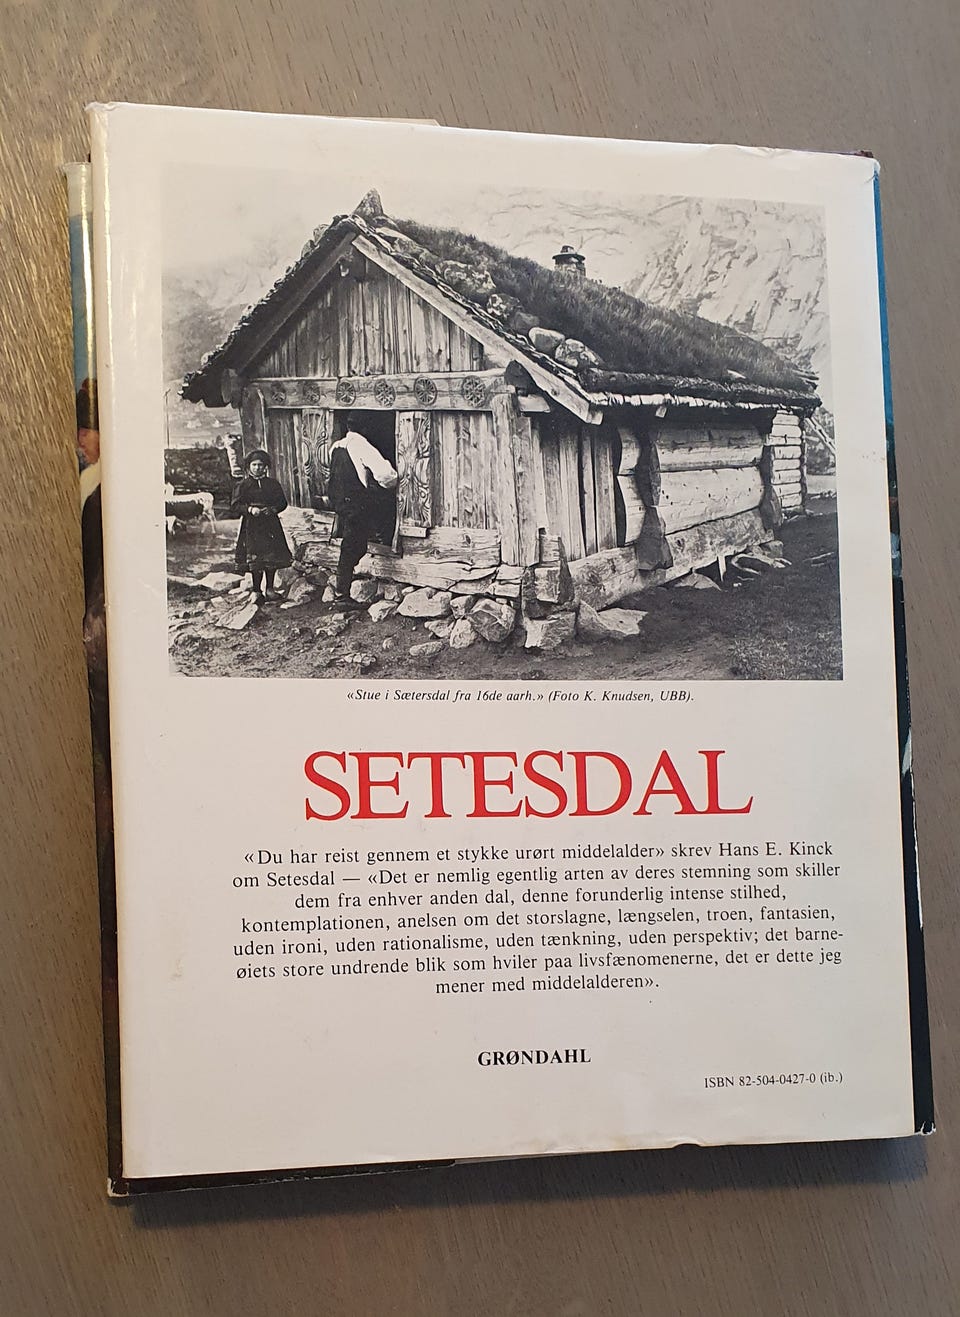 «Stue i Sætersdal fra 16de aarh.» (Foto K. Knudsen, UBB).
SETESDAL
«Du har reist gennem et stykke urørt middelalder» skrev Hans E. Kinck
om Setesdal — «Det er nemlig egentlig arten av deres stemning som skiller
dem fra enhver anden dal, denne forunderlig intense stilhed,
kontemplationen, anelsen om det storslagne, længselen, troen, fantasien,
uden ironi, uden rationalisme, uden tænkning, uden perspektiv; det barne-
øiets store undrende blik som hviler paa livsfænomenerne, det er dette jeg
mener med middelalderen».
GRØNDAHL
ISBN 82-504-0427-0 (ib.)